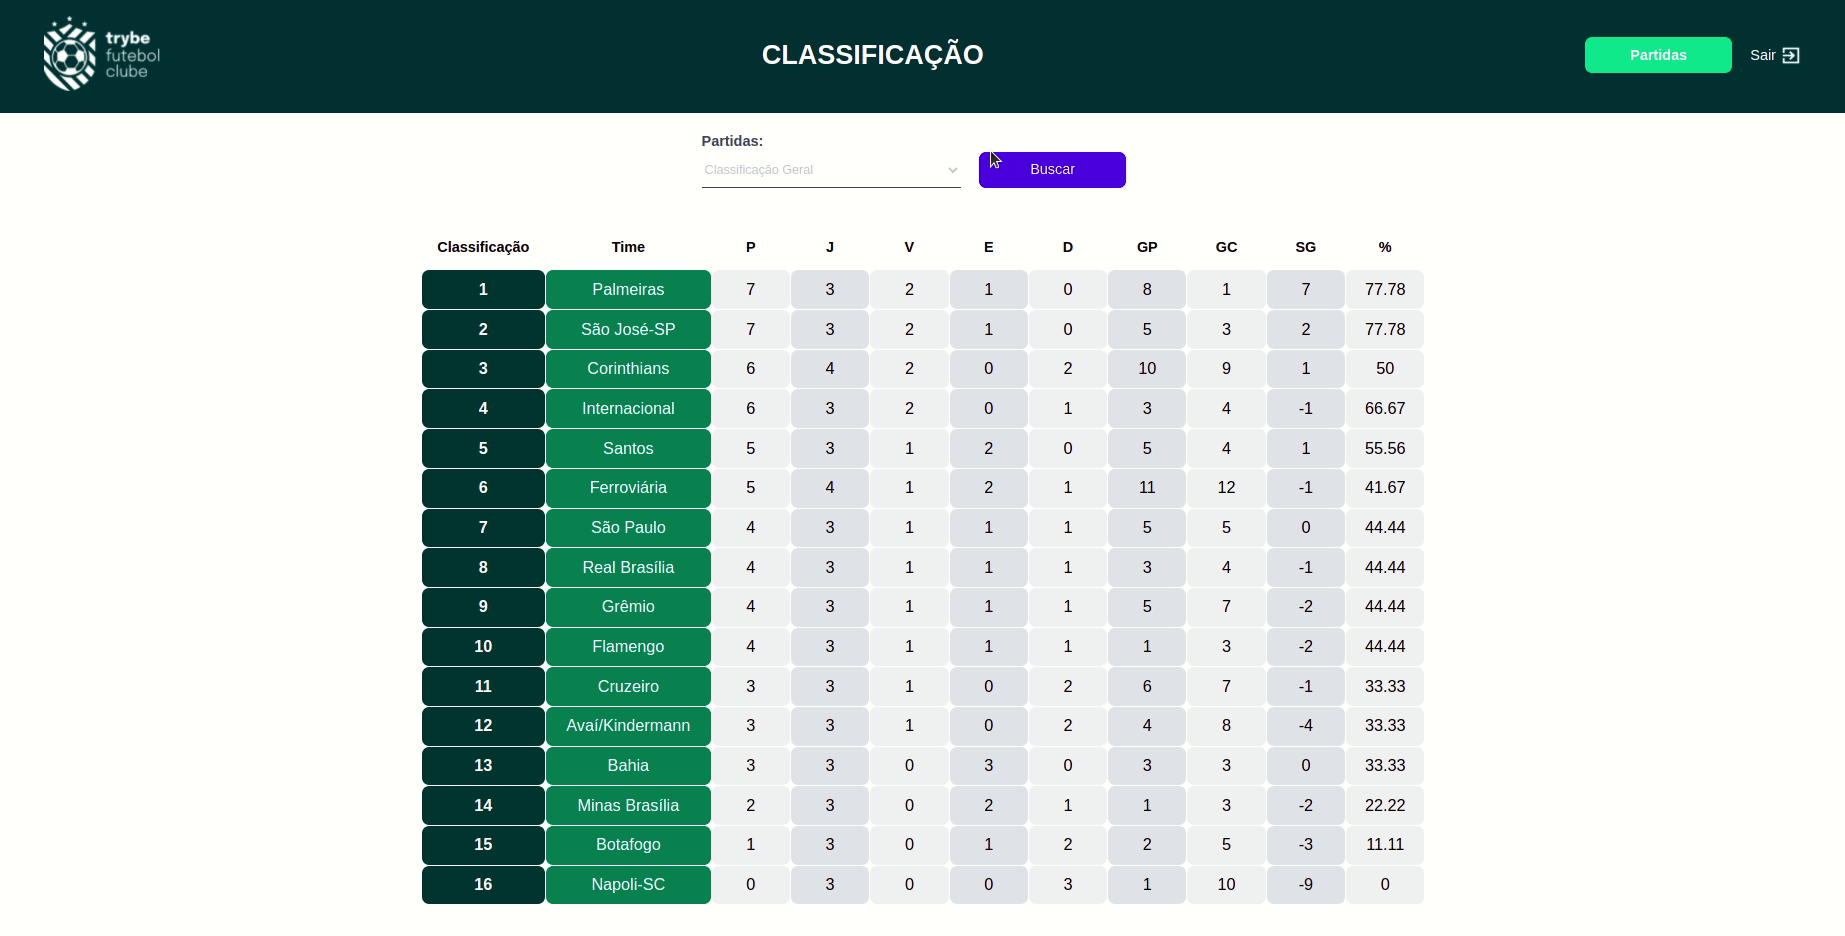 trybe
futebol
clube
CLASSIFICAÇÃO
Partidas
Sair
Partidas:
Classificação Geral
Buscar
Classificação Time P J V E D GP GC SG %
1 Palmeiras 7 3 2 1 0 8 1 7 77.78
2 São José-SP 7 3 2 1 0 5 3 2 77.78
3 Corinthians 6 4 2 0 2 10 9 1 50
4 Internacional 6 3 2 0 1 3 4 -1 66.67
5 Santos 5 3 1 2 0 5 4 1 55.56
6 Ferroviária 5 4 1 2 1 11 12 -1 41.67
7 São Paulo 4 3 1 1 1 5 5 0 44.44
8 Real Brasília 4 3 1 1 1 3 4 -1 44.44
9 Grêmio 4 3 1 1 1 5 7 -2 44.44
10 Flamengo 4 3 1 1 1 1 3 -2 44.44
11 Cruzeiro 3 3 1 0 2 6 7 -1 33.33
12 Avaí/Kindermann 3 3 1 0 2 4 8 -4 33.33
13 Bahia 3 3 0 3 0 3 3 0 33.33
14 Minas Brasília 2 3 0 2 1 1 3 -2 22.22
15 Botafogo 1 3 0 1 2 2 5 -3 11.11
16 Napoli-SC 0 3 0 0 3 1 10 -9 0